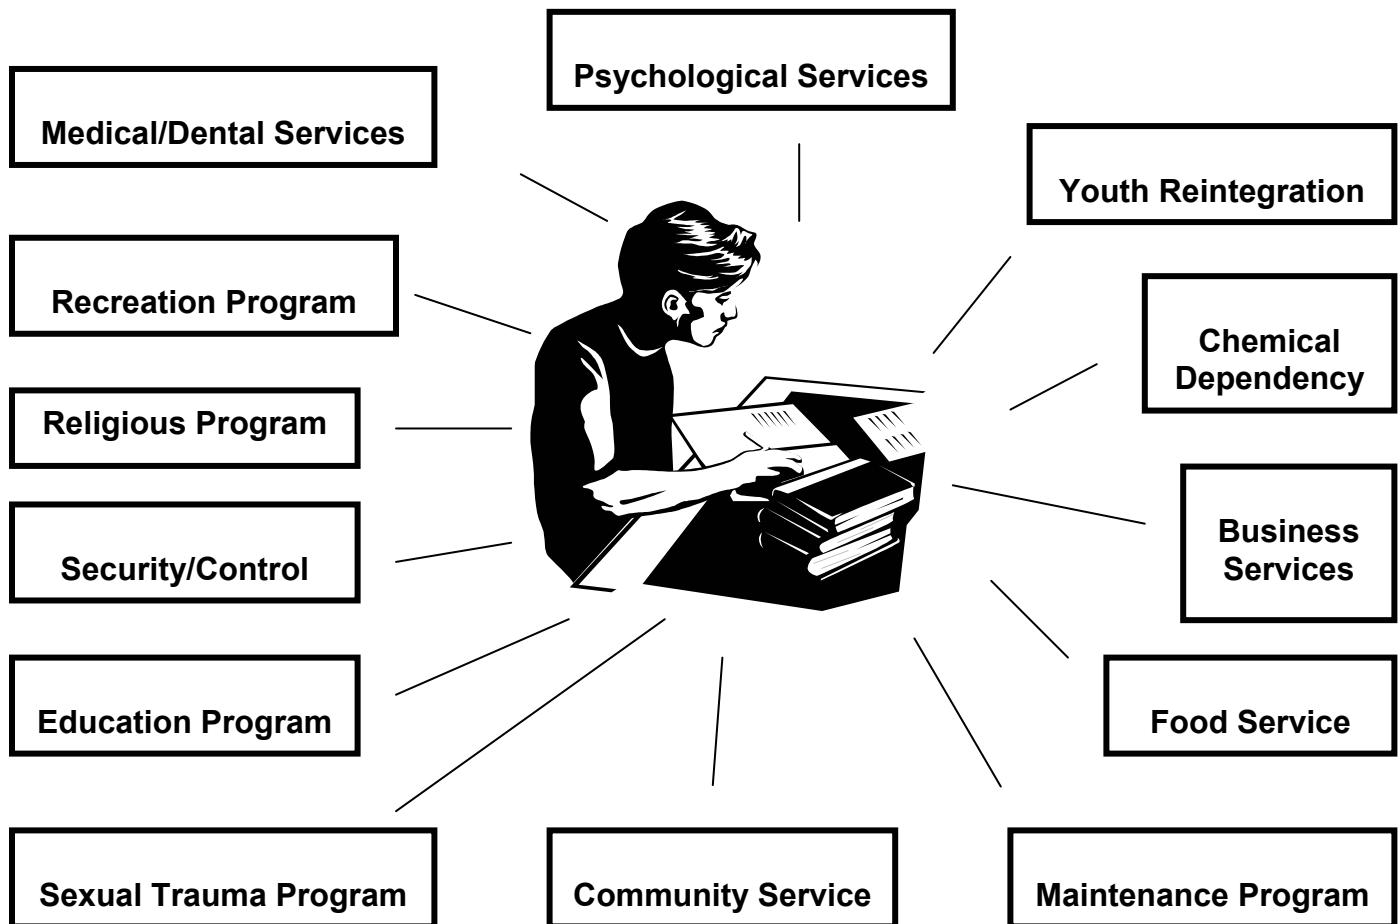 Psychological Services
Medical/Dental Services
Youth Reintegration
Recreation Program
Chemical
Dependency
Religious Program
Security/Control
Business
Services
Education Program
Food Service
Sexual Trauma Program
Community Service
Maintenance Program